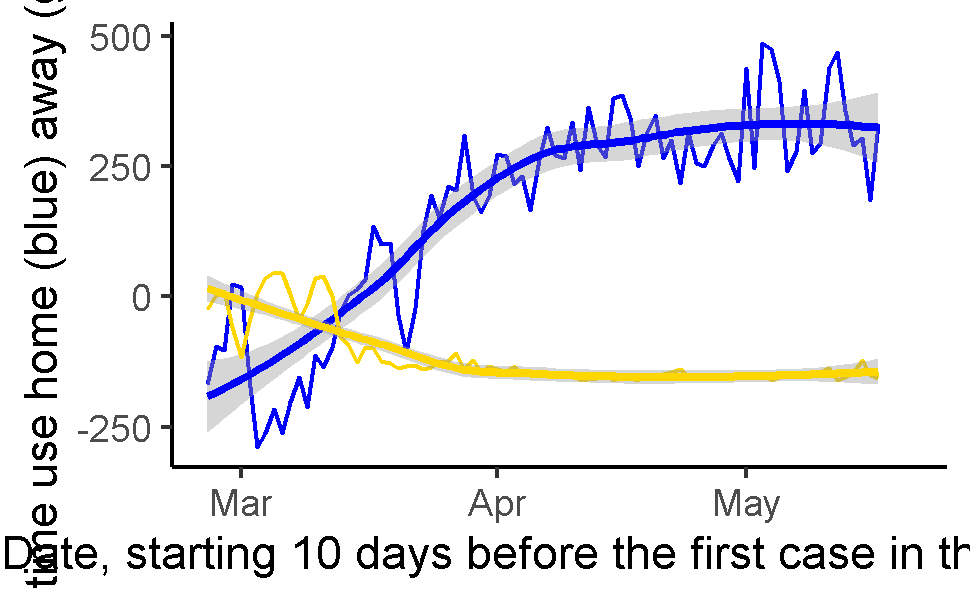 time use home (blue) away (
500
250
0
-250
Mar Apr May
Date, starting 10 days before the first case in th